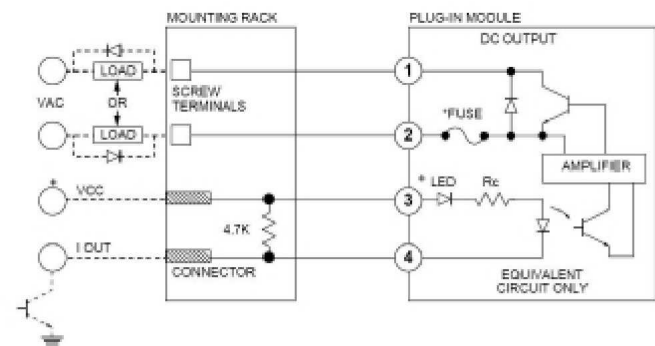 MOUNTING RACK
PLUG-IN MODULE
DC OUTPUT
LOAD
1
VAC
OR
SCREW
TERMINALS
*FUSE
LOAD
2
AMPLIFIER
+
VCC
3
* LED
Rc
4.7K
I OUT
4
CONNECTOR
EQUIVALENT
CIRCUIT ONLY